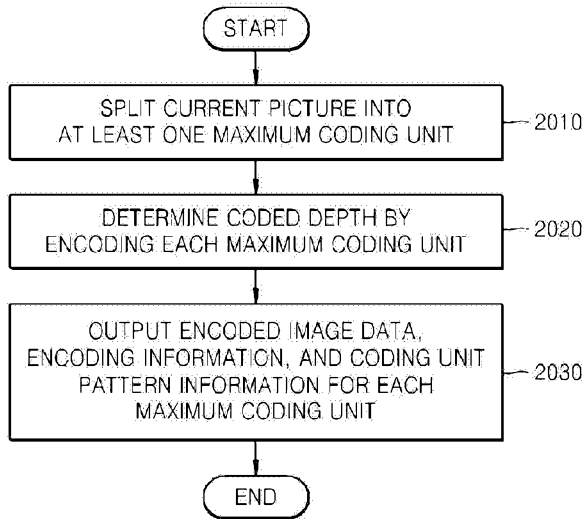 START
SPLIT CURRENT PICTURE INTO
AT LEAST ONE MAXIMUM CODING UNIT
2010
DETERMINE CODED DEPTH BY
ENCODING EACH MAXIMUM CODING UNIT
2020
OUTPUT ENCODED IMAGE DATA,
ENCODING INFORMATION, AND CODING UNIT
PATTERN INFORMATION FOR EACH
MAXIMUM CODING UNIT
2030
END